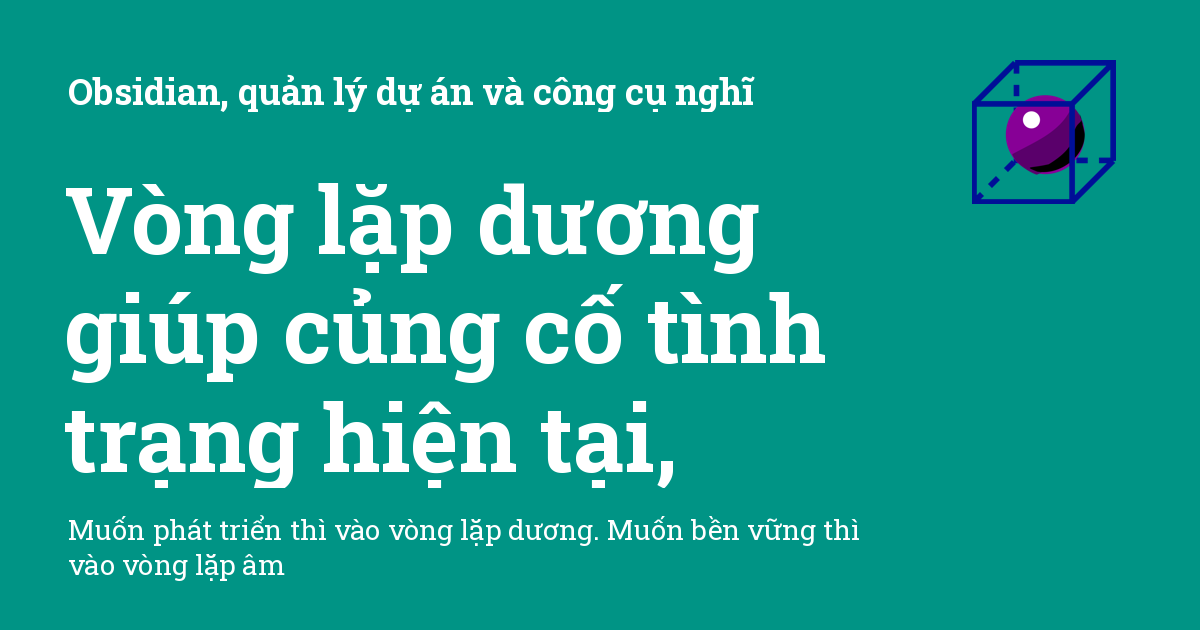 Obsidian, quản lý dự án và công cụ nghĩ
Vòng lặp dương
giúp củng cố tình
trạng hiện tại,
Muốn phát triển thì vào vòng lặp dương. Muốn bền vững thì
vào vòng lặp âm